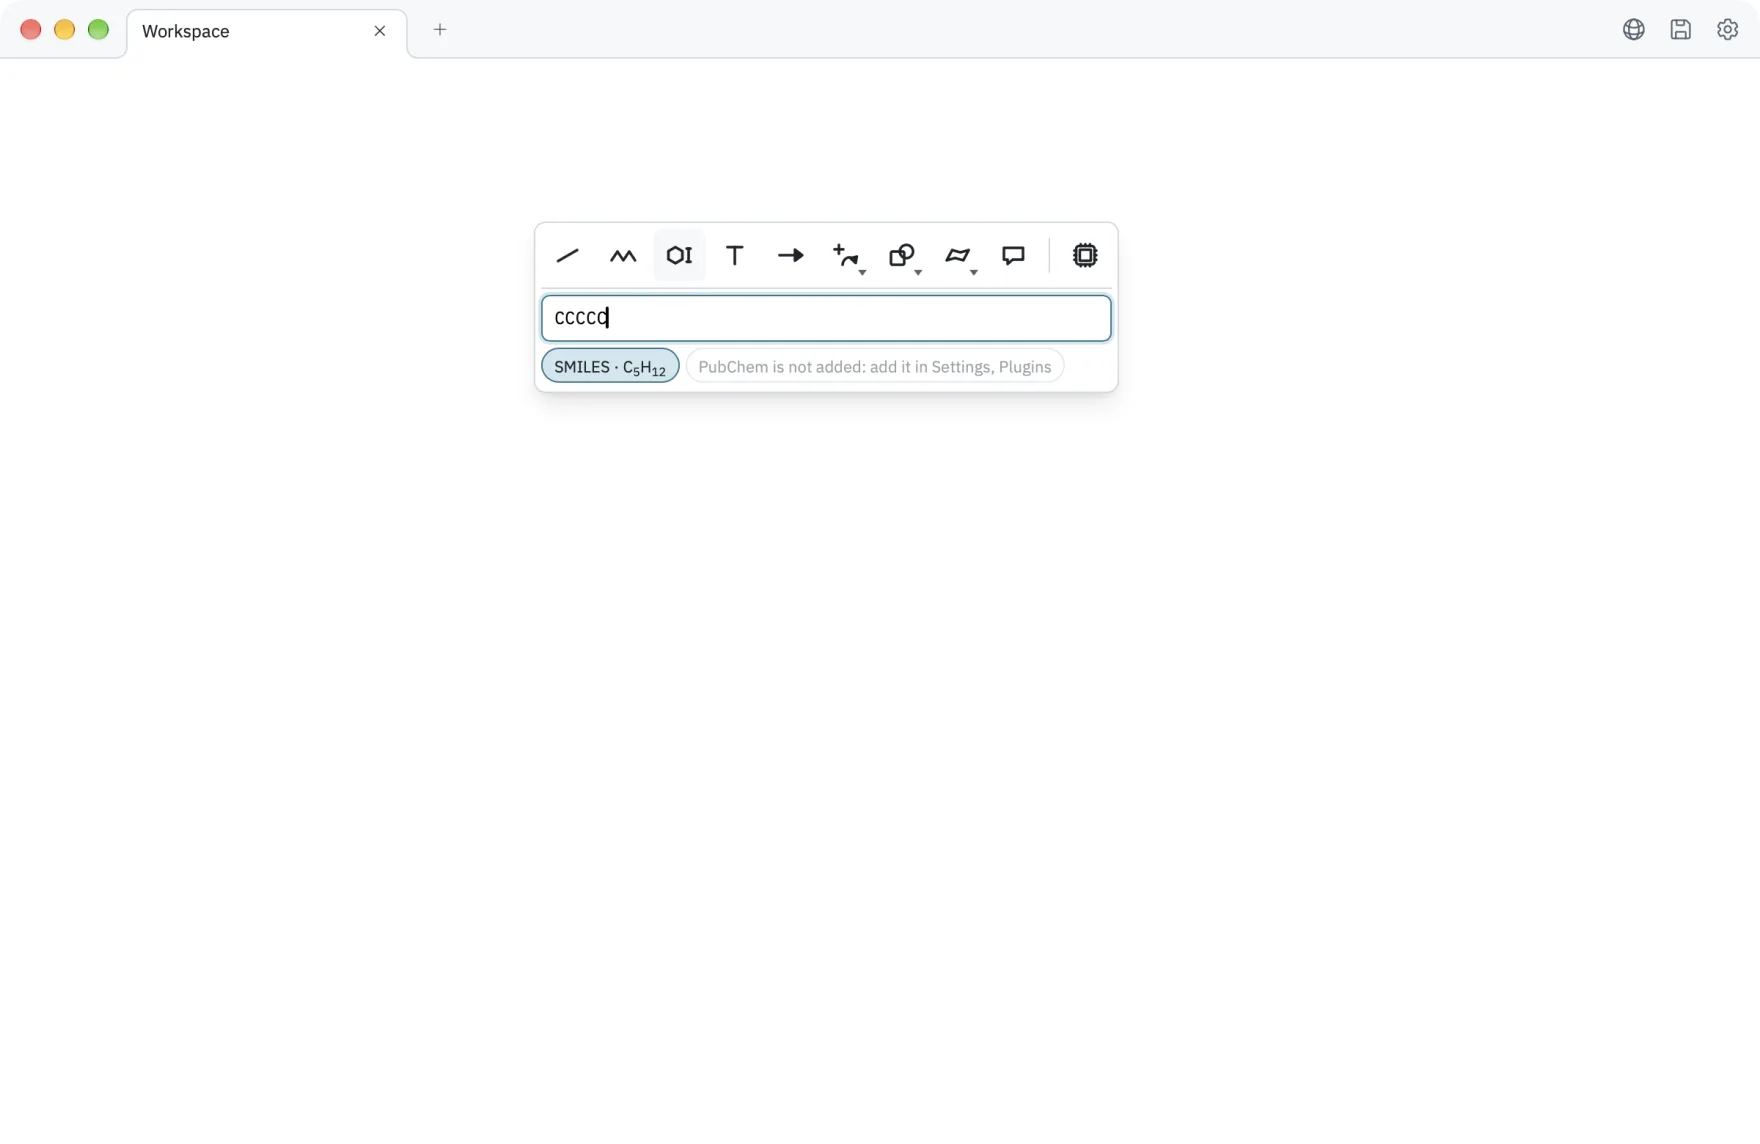 Workspace
CCCCC
SMILES · C₅H₁₂
PubChem is not added: add it in Settings, Plugins